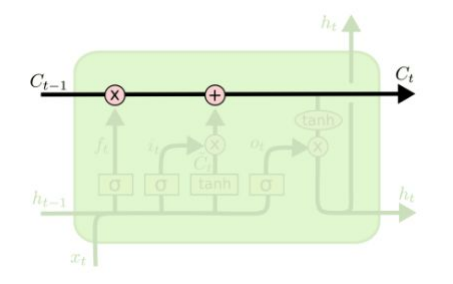 h_t
C_{t-1} × + C_t
tanh
f_t i_t × o_t ×
C̃_t
σ σ tanh σ
h_{t-1} h_t
x_t